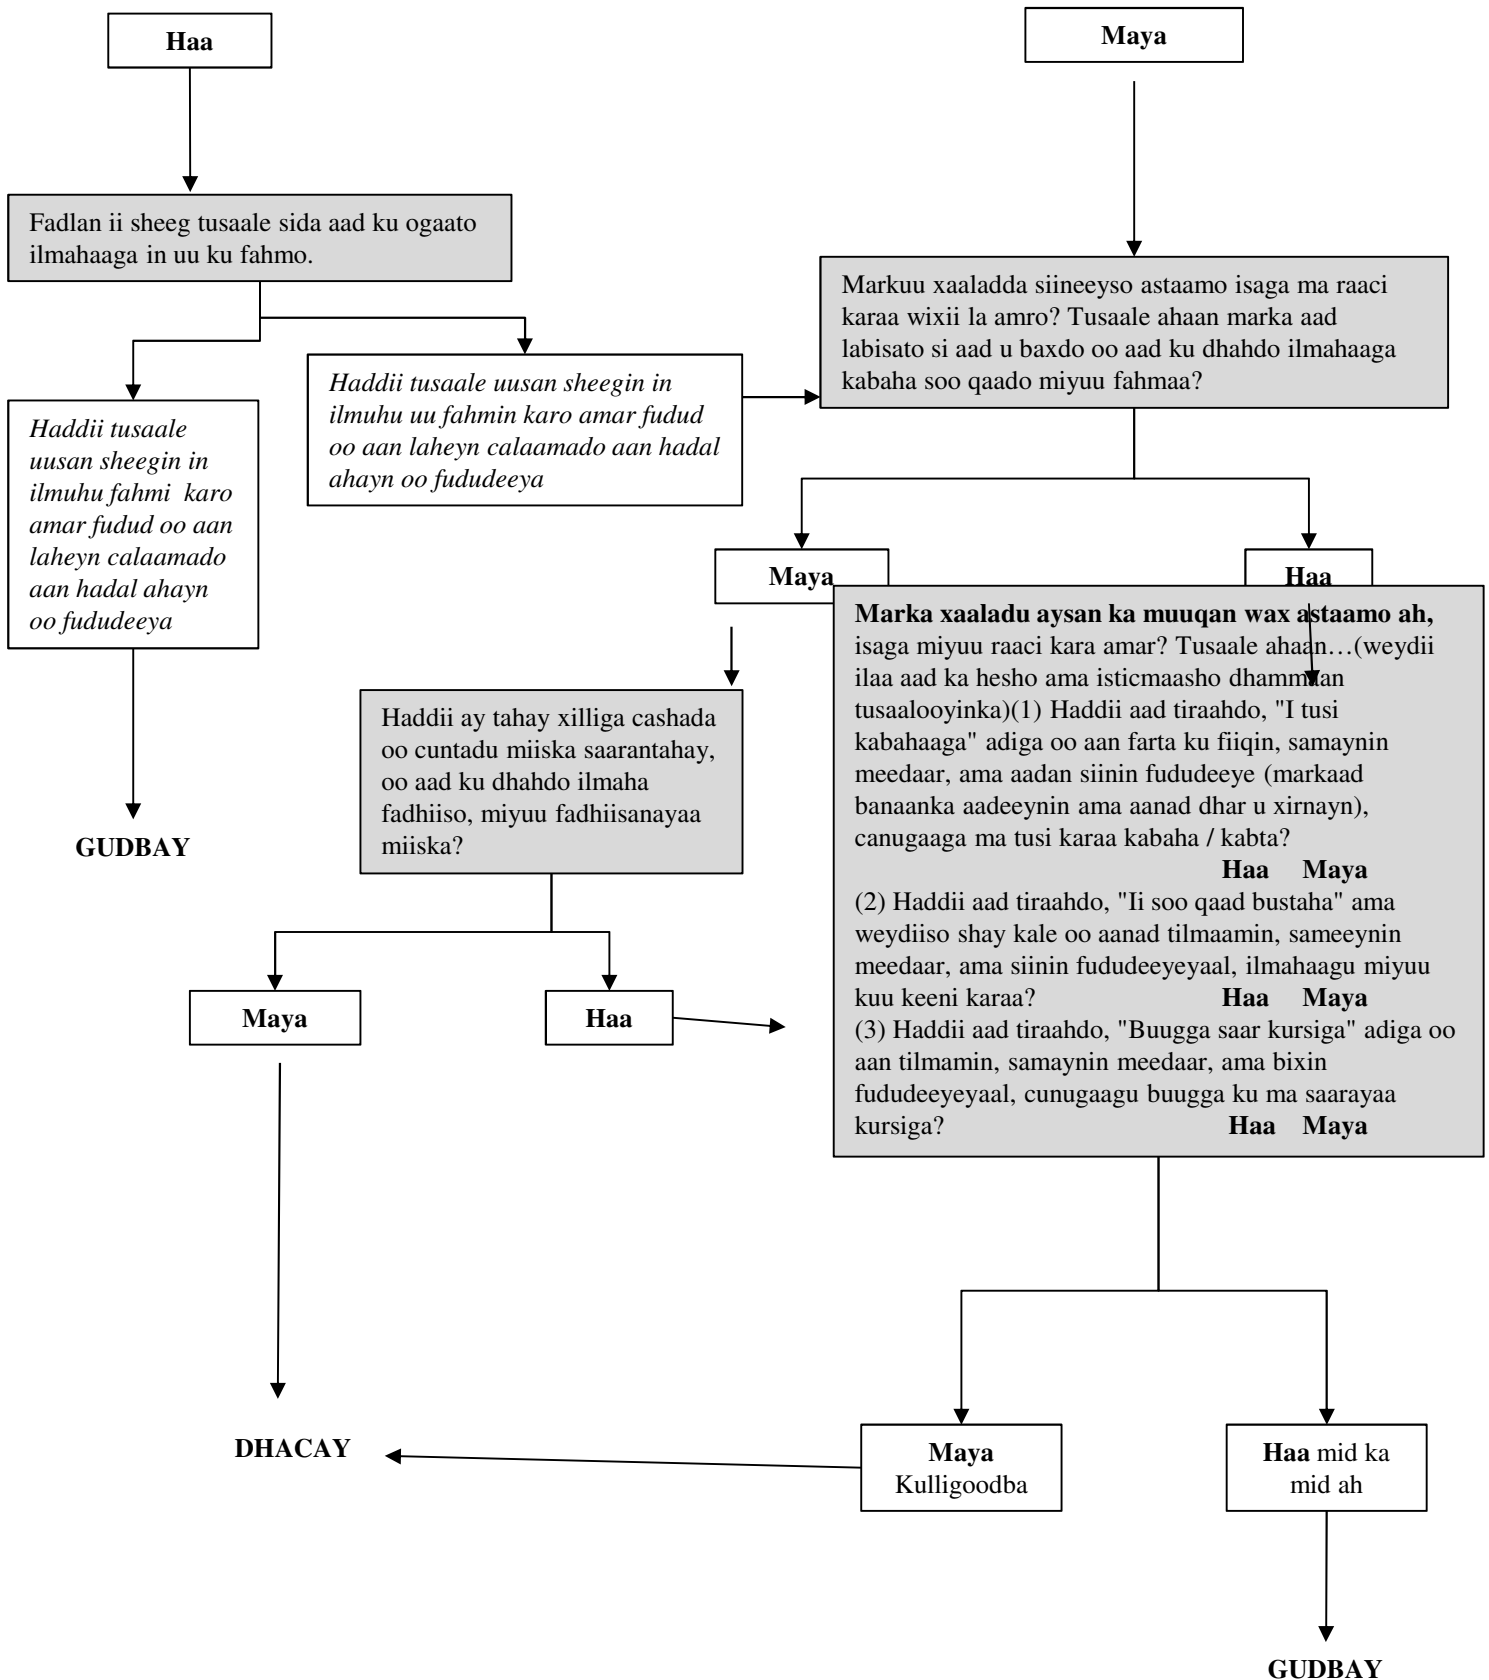 Haa
Maya
Fadlan ii sheeg tusaale sida aad ku ogaato
ilmahaaga in uu ku fahmo.
Markuu xaaladda siineeyso astaamo isaga ma raaci
karaa wixii la amro? Tusaale ahaan marka aad
labisato si aad u baxdo oo aad ku dhahdo ilmahaaga
kabaha soo qaado miyuu fahmaa?
Haddii tusaale uusan sheegin in
ilmuhu uu fahmin karo amar fudud
oo aan laheyn calaamado aan hadal
ahayn oo fududeeya
Haddii tusaale
uusan sheegin in
ilmuhu fahmi karo
amar fudud oo aan
laheyn calaamado
aan hadal ahayn
oo fududeeya
GUDBAY
Maya
Haa
Haddii ay tahay xilliga cashada
oo cuntadu miiska saarantahay,
oo aad ku dhahdo ilmaha
fadhiiso, miyuu fadhiisanayaa
miiska?
Marka xaaladu aysan ka muuqan wax astaamo ah,
isaga miyuu raaci kara amar? Tusaale ahaan…(weydii
ilaa aad ka hesho ama isticmaasho dhammaan
tusaalooyinka)(1) Haddii aad tiraahdo, "I tusi
kabahaaga" adiga oo aan farta ku fiiqin, samaynin
meedaar, ama aadan siinin fududeeye (markaad
banaanka aadeeynin ama aanad dhar u xirnayn),
canugaaga ma tusi karaa kabaha / kabta?
Haa Maya
(2) Haddii aad tiraahdo, "Ii soo qaad bustaha" ama
weydiiso shay kale oo aanad tilmaamin, sameeynin
meedaar, ama siinin fududeeyeyaal, ilmahaagu miyuu
kuu keeni karaa? Haa Maya
(3) Haddii aad tiraahdo, "Buugga saar kursiga" adiga oo
aan tilmamin, samaynin meedaar, ama bixin
fududeeyeyaal, cunugaagu buugga ku ma saarayaa
kursiga? Haa Maya
Maya
Haa
DHACAY
Maya
Kulligoodba
Haa mid ka
mid ah
GUDBAY